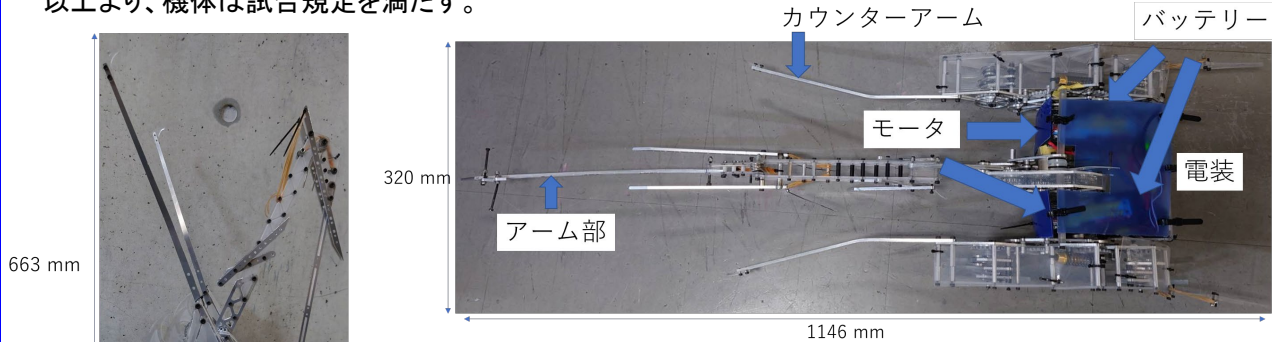 以上より、機体は試合規定を満たす。
カウンターアーム
バッテリー
モータ
電装
320 mm
アーム部
663 mm
1146 mm